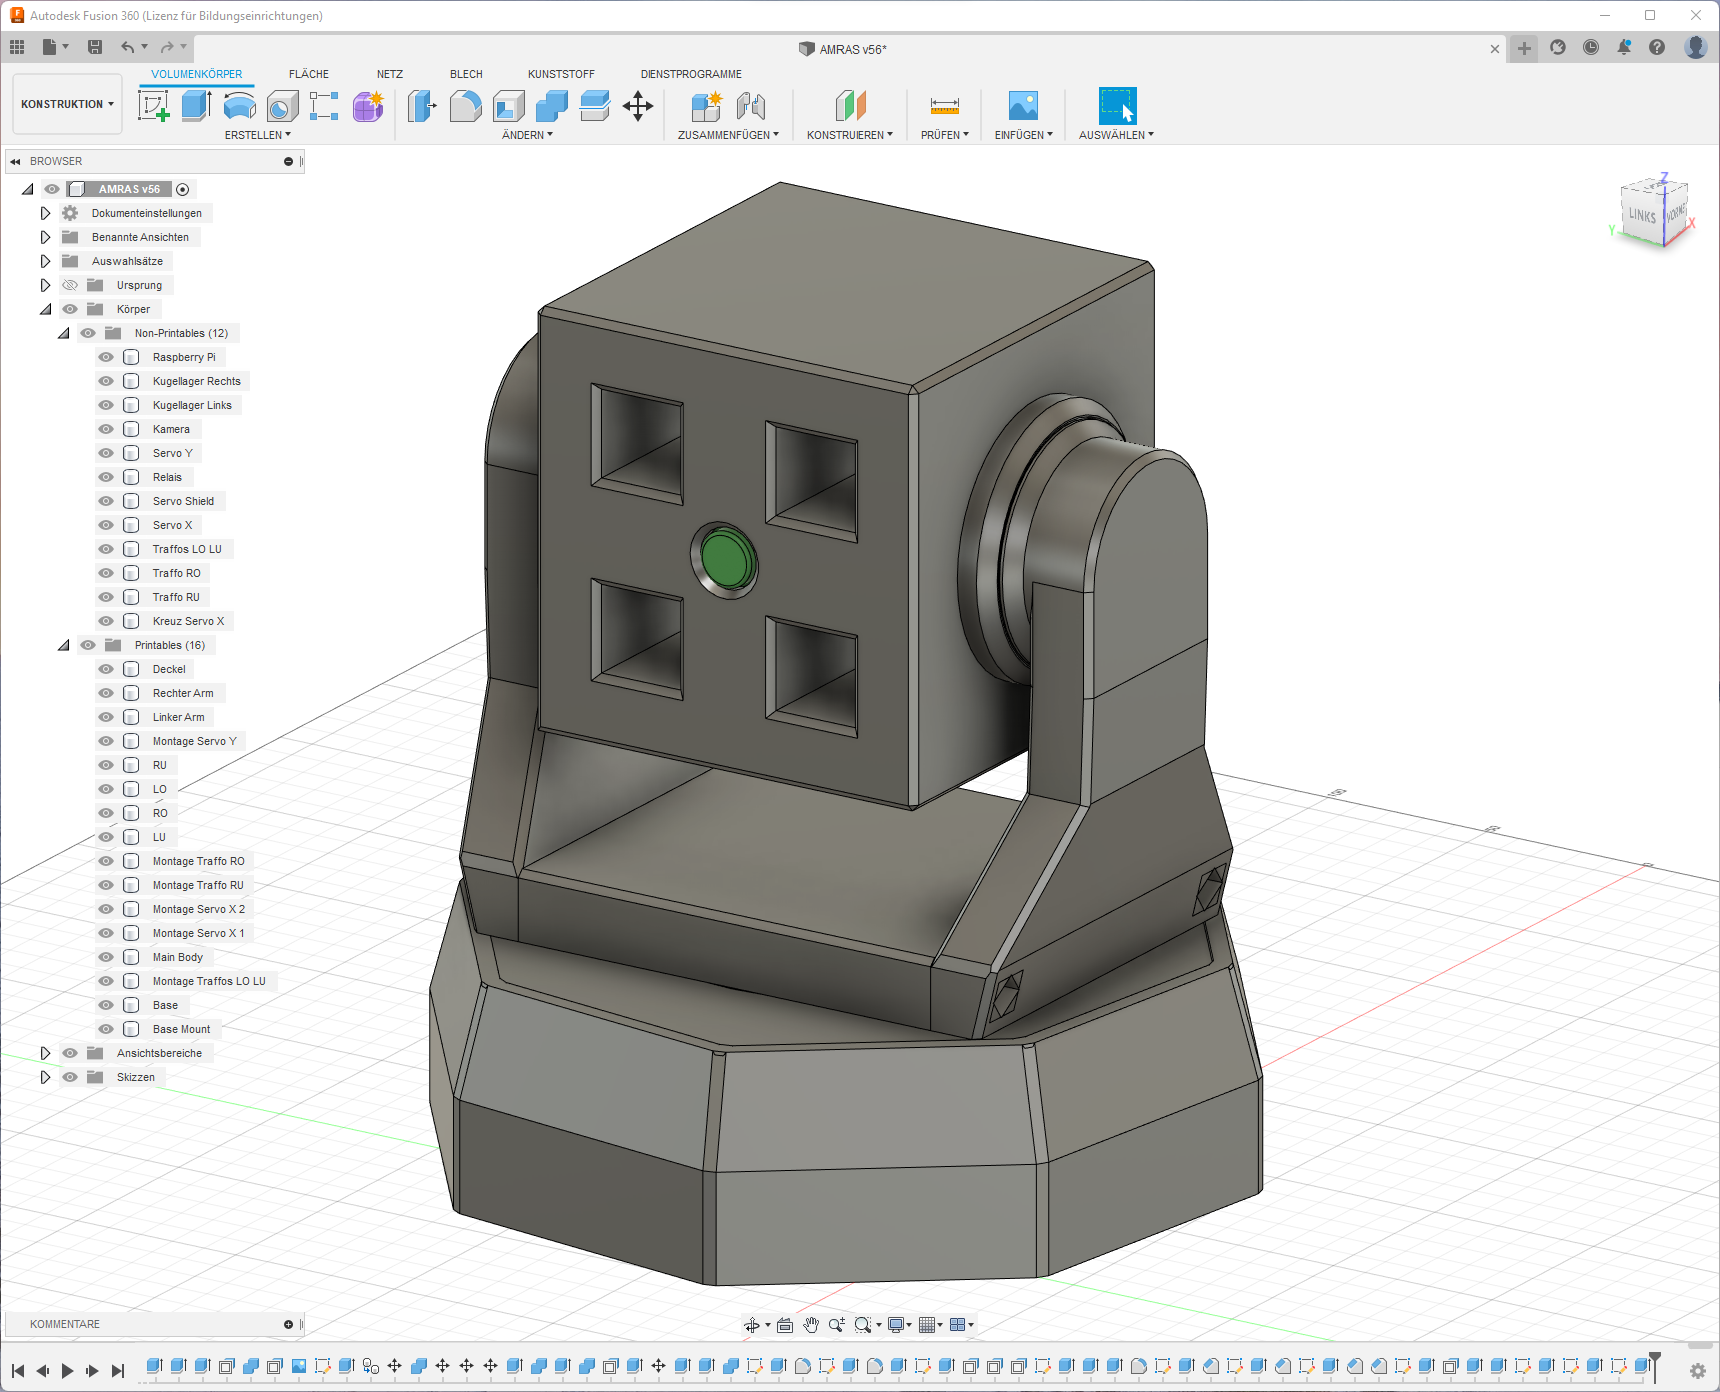 Autodesk Fusion 360 (Lizenz für Bildungseinrichtungen)
AMRAS v56*
VOLUMENKÖRPER FLÄCHE NETZ BLECH KUNSTSTOFF DIENSTPROGRAMME
KONSTRUKTION
ERSTELLEN ÄNDERN ZUSAMMENFÜGEN KONSTRUIEREN PRÜFEN EINFÜGEN AUSWÄHLEN
BROWSER
AMRAS v56
Dokumenteinstellungen
Benannte Ansichten
Auswahlsätze
Ursprung
Körper
Non-Printables (12)
Raspberry Pi
Kugellager Rechts
Kugellager Links
Kamera
Servo Y
Relais
Servo Shield
Servo X
Traffos LO LU
Traffo RO
Traffo RU
Kreuz Servo X
Printables (16)
Deckel
Rechter Arm
Linker Arm
Montage Servo Y
RU
LO
RO
LU
Montage Traffo RO
Montage Traffo RU
Montage Servo X 2
Montage Servo X 1
Main Body
Montage Traffos LO LU
Base
Base Mount
Ansichtsbereiche
Skizzen
Z
LINKS VORNE
Y X
KOMMENTARE